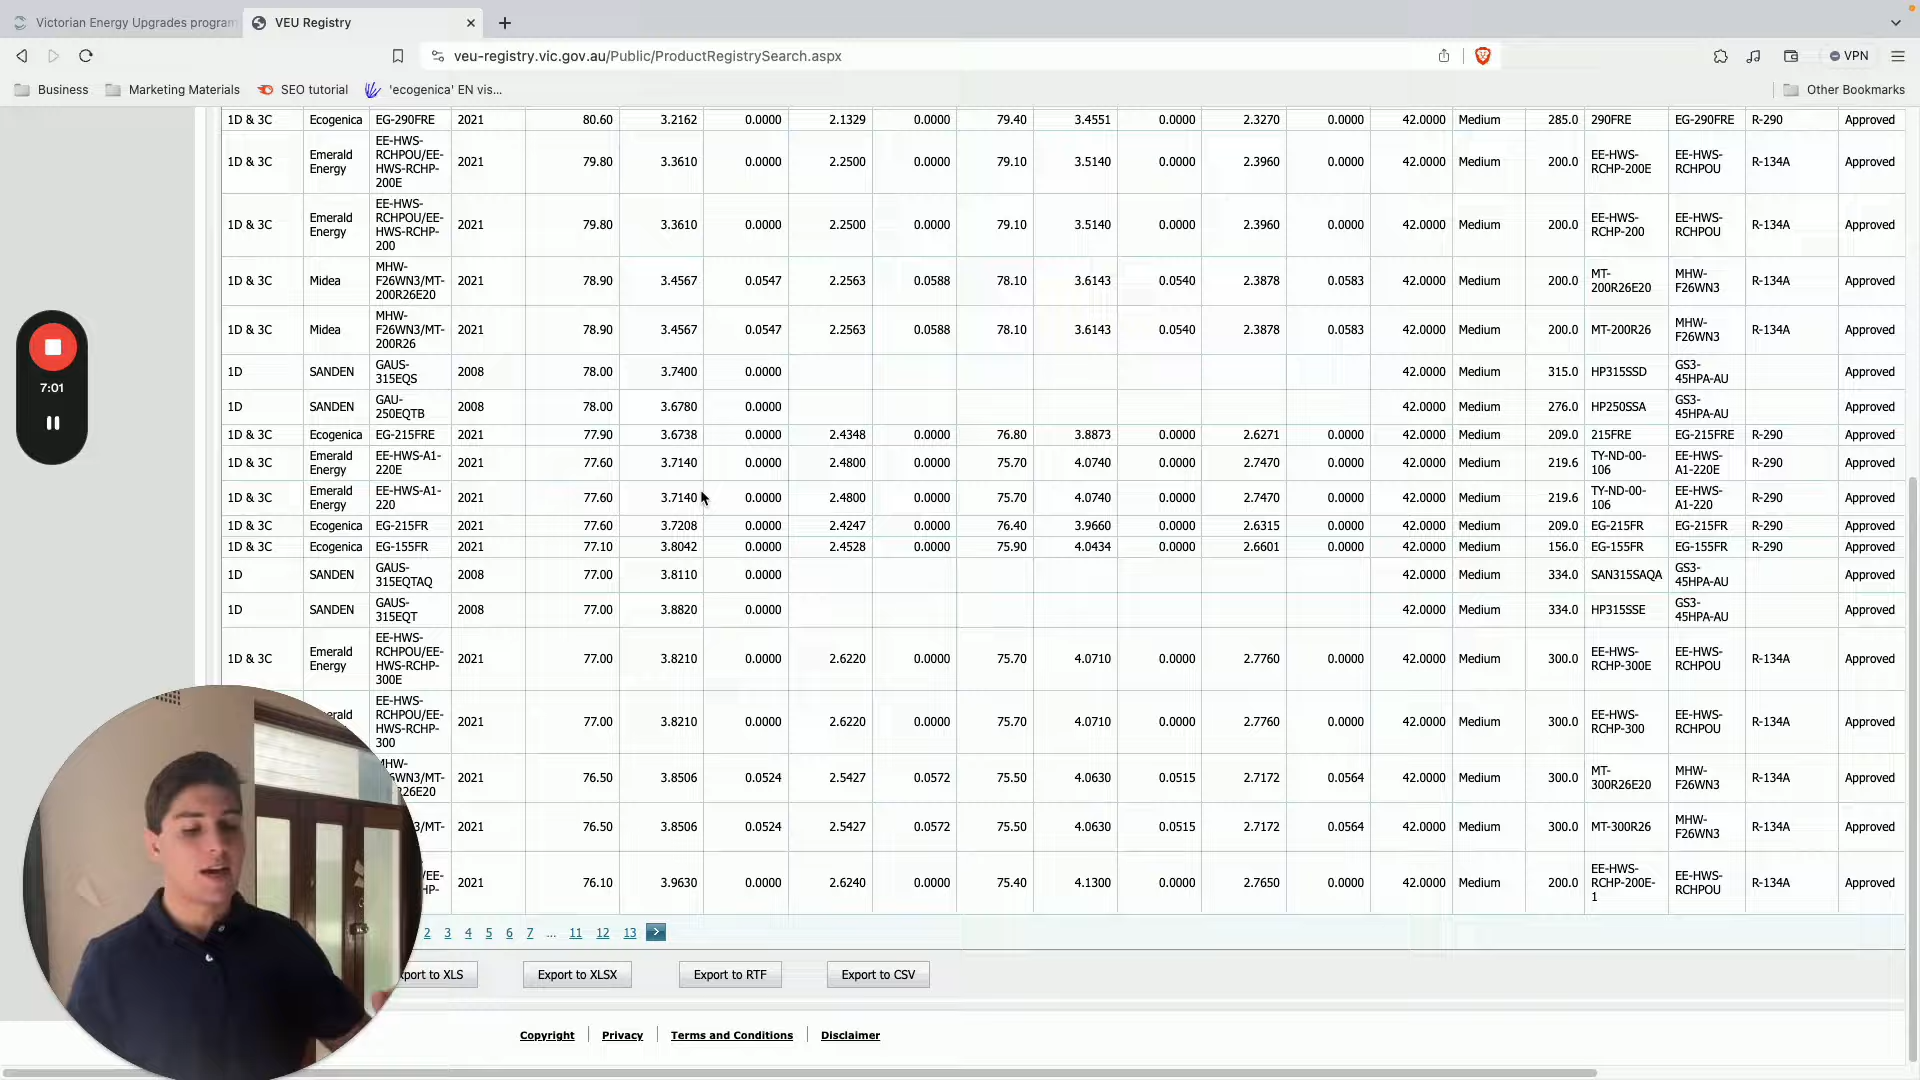 Victorian Energy Upgrades program
VEU Registry
veu-registry.vic.gov.au/Public/ProductRegistrySearch.aspx
VPN
Business
Marketing Materials
SEO tutorial
'ecogenica' EN vis...
Other Bookmarks
1D & 3C Ecogenica EG-290FRE 2021 80.60 3.2162 0.0000 2.1329 0.0000 79.40 3.4551 0.0000 2.3270 0.0000 42.0000 Medium 285.0 290FRE EG-290FRE R-290 Approved
1D & 3C Emerald Energy EE-HWS-RCHPOU/EE-HWS-RCHP-200E 2021 79.80 3.3610 0.0000 2.2500 0.0000 79.10 3.5140 0.0000 2.3960 0.0000 42.0000 Medium 200.0 EE-HWS-RCHP-200E EE-HWS-RCHPOU R-134A Approved
1D & 3C Emerald Energy EE-HWS-RCHPOU/EE-HWS-RCHP-200 2021 79.80 3.3610 0.0000 2.2500 0.0000 79.10 3.5140 0.0000 2.3960 0.0000 42.0000 Medium 200.0 EE-HWS-RCHP-200 EE-HWS-RCHPOU R-134A Approved
1D & 3C Midea MHW-F26WN3/MT-200R26E20 2021 78.90 3.4567 0.0547 2.2563 0.0588 78.10 3.6143 0.0540 2.3878 0.0583 42.0000 Medium 200.0 MT-200R26E20 MHW-F26WN3 R-134A Approved
1D & 3C Midea MHW-F26WN3/MT-200R26 2021 78.90 3.4567 0.0547 2.2563 0.0588 78.10 3.6143 0.0540 2.3878 0.0583 42.0000 Medium 200.0 MT-200R26 MHW-F26WN3 R-134A Approved
1D SANDEN GAUS-315EQS 2008 78.00 3.7400 0.0000 42.0000 Medium 315.0 HP315SSD GS3-45HPA-AU Approved
1D SANDEN GAU-250EQTB 2008 78.00 3.6780 0.0000 42.0000 Medium 276.0 HP250SSA GS3-45HPA-AU Approved
1D & 3C Ecogenica EG-215FRE 2021 77.90 3.6738 0.0000 2.4348 0.0000 76.80 3.8873 0.0000 2.6271 0.0000 42.0000 Medium 209.0 215FRE EG-215FRE R-290 Approved
1D & 3C Emerald Energy EE-HWS-A1-220E 2021 77.60 3.7140 0.0000 2.4800 0.0000 75.70 4.0740 0.0000 2.7470 0.0000 42.0000 Medium 219.6 TY-ND-00-106 EE-HWS-A1-220E R-290 Approved
1D & 3C Emerald Energy EE-HWS-A1-220 2021 77.60 3.7140 0.0000 2.4800 0.0000 75.70 4.0740 0.0000 2.7470 0.0000 42.0000 Medium 219.6 TY-ND-00-106 EE-HWS-A1-220 R-290 Approved
1D & 3C Ecogenica EG-215FR 2021 77.60 3.7208 0.0000 2.4247 0.0000 76.40 3.9660 0.0000 2.6315 0.0000 42.0000 Medium 209.0 EG-215FR EG-215FR R-290 Approved
1D & 3C Ecogenica EG-155FR 2021 77.10 3.8042 0.0000 2.4528 0.0000 75.90 4.0434 0.0000 2.6601 0.0000 42.0000 Medium 156.0 EG-155FR EG-155FR R-290 Approved
1D SANDEN GAUS-315EQTAQ 2008 77.00 3.8110 0.0000 42.0000 Medium 334.0 SAN315SAQA GS3-45HPA-AU Approved
1D SANDEN GAUS-315EQT 2008 77.00 3.8820 0.0000 42.0000 Medium 334.0 HP315SSE GS3-45HPA-AU Approved
1D & 3C Emerald Energy EE-HWS-RCHPOU/EE-HWS-RCHP-300E 2021 77.00 3.8210 0.0000 2.6220 0.0000 75.70 4.0710 0.0000 2.7760 0.0000 42.0000 Medium 300.0 EE-HWS-RCHP-300E EE-HWS-RCHPOU R-134A Approved
erald EE-HWS-RCHPOU/EE-HWS-RCHP-300 2021 77.00 3.8210 0.0000 2.6220 0.0000 75.70 4.0710 0.0000 2.7760 0.0000 42.0000 Medium 300.0 EE-HWS-RCHP-300 EE-HWS-RCHPOU R-134A Approved
2021 76.50 3.8506 0.0524 2.5427 0.0572 75.50 4.0630 0.0515 2.7172 0.0564 42.0000 Medium 300.0 MT-300R26E20 MHW-F26WN3 R-134A Approved
3/MT- 2021 76.50 3.8506 0.0524 2.5427 0.0572 75.50 4.0630 0.0515 2.7172 0.0564 42.0000 Medium 300.0 MT-300R26 MHW-F26WN3 R-134A Approved
/EE- HP- 2021 76.10 3.9630 0.0000 2.6240 0.0000 75.40 4.1300 0.0000 2.7650 0.0000 42.0000 Medium 200.0 EE-HWS-RCHP-200E-1 EE-HWS-RCHPOU R-134A Approved
7:01
2 3 4 5 6 7 ... 11 12 13 >
port to XLS
Export to XLSX
Export to RTF
Export to CSV
Copyright
Privacy
Terms and Conditions
Disclaimer